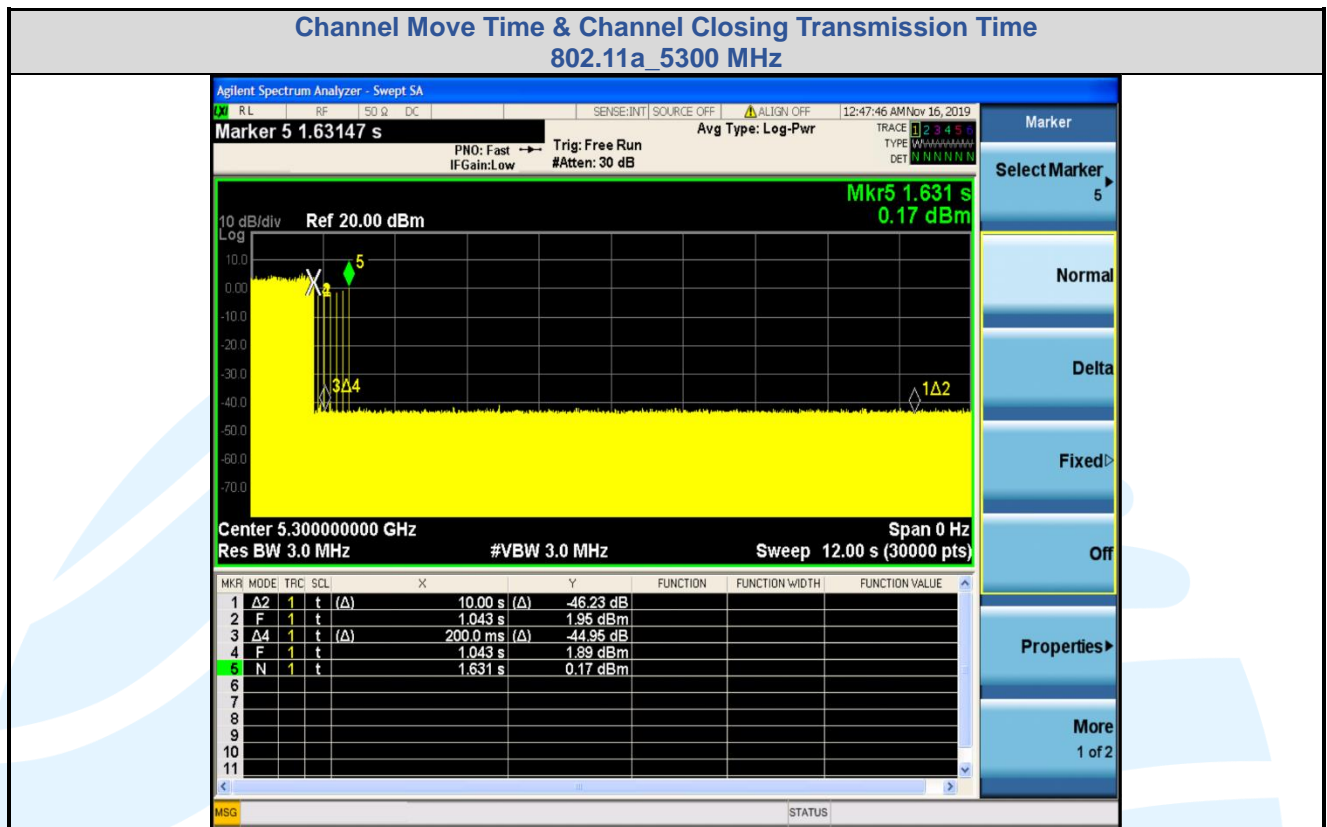 Channel Move Time & Channel Closing Transmission Time
802.11a_5300 MHz
Agilent Spectrum Analyzer - Swept SA
LXI RL RF 50 Ω DC SENSE:INT SOURCE OFF ALIGN OFF 12:47:46 AM Nov 16, 2019
Marker 5 1.63147 s
PNO: Fast
IFGain:Low
Trig: Free Run
#Atten: 30 dB
Avg Type: Log-Pwr
TRACE 1 2 3 4 5 6
TYPE W
DET N N N N N N
Mkr5 1.631 s
0.17 dBm
10 dB/div Ref 20.00 dBm
Log
10.0
0.00
-10.0
-20.0
-30.0
-40.0
-50.0
-60.0
-70.0
5
3Δ4
1Δ2
Center 5.300000000 GHz Span 0 Hz
Res BW 3.0 MHz #VBW 3.0 MHz Sweep 12.00 s (30000 pts)
MKR MODE TRC SCL X Y FUNCTION FUNCTION WIDTH FUNCTION VALUE
1 Δ2 1 t (Δ) 10.00 s (Δ) -46.23 dB
2 F 1 t 1.043 s 1.95 dBm
3 Δ4 1 t (Δ) 200.0 ms (Δ) -44.95 dB
4 F 1 t 1.043 s 1.89 dBm
5 N 1 t 1.631 s 0.17 dBm
6
7
8
9
10
11
MSG STATUS
Marker
Select Marker
5
Normal
Delta
Fixed
Off
Properties
More
1 of 2